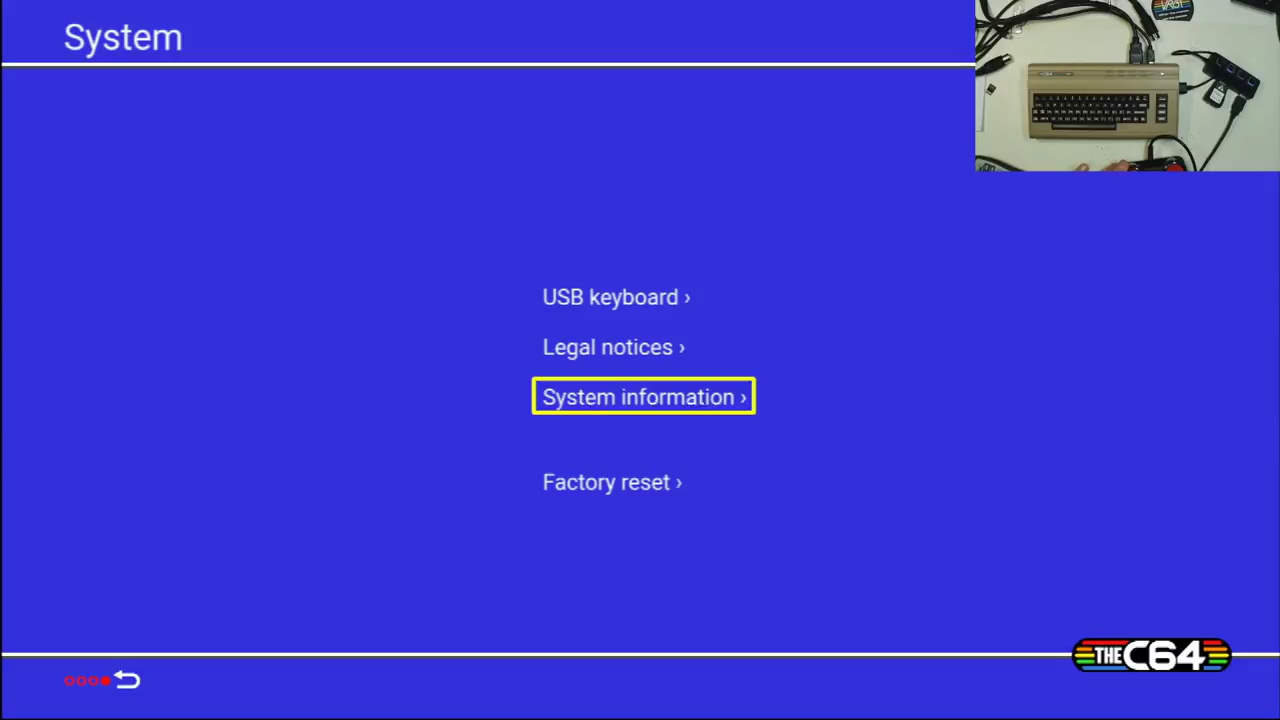 System
USB keyboard ›
Legal notices ›
System information ›
Factory reset ›
THEC64